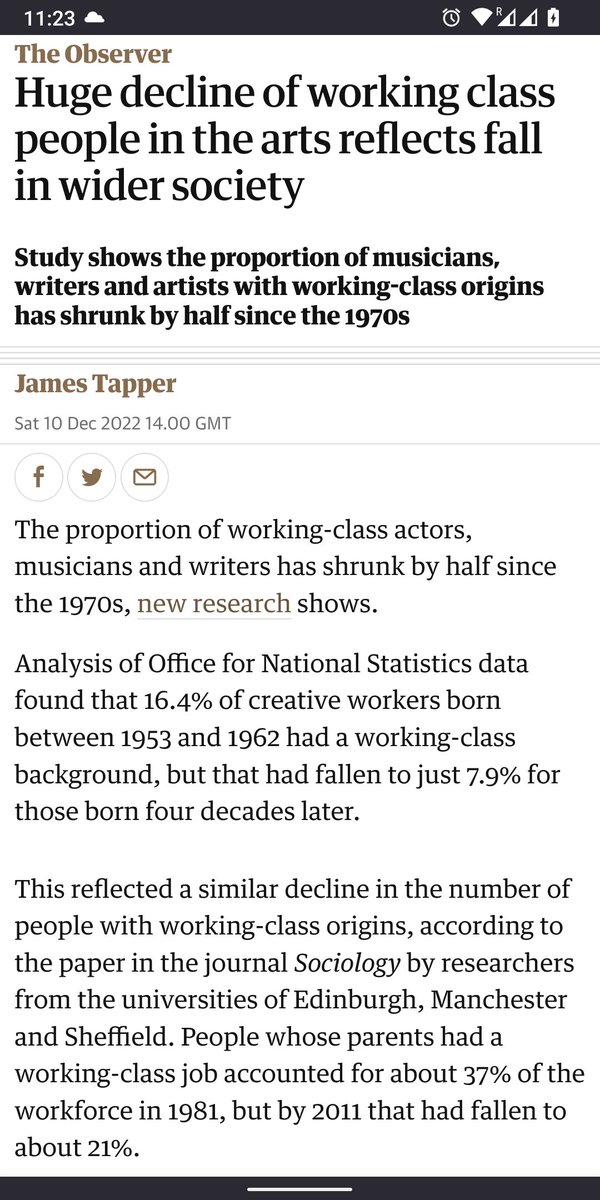 11:23
R
The Observer
Huge decline of working class
people in the arts reflects fall
in wider society
Study shows the proportion of musicians,
writers and artists with working-class origins
has shrunk by half since the 1970s
James Tapper
Sat 10 Dec 2022 14.00 GMT
The proportion of working-class actors,
musicians and writers has shrunk by half since
the 1970s, new research shows.
Analysis of Office for National Statistics data
found that 16.4% of creative workers born
between 1953 and 1962 had a working-class
background, but that had fallen to just 7.9% for
those born four decades later.
This reflected a similar decline in the number of
people with working-class origins, according to
the paper in the journal Sociology by researchers
from the universities of Edinburgh, Manchester
and Sheffield. People whose parents had a
working-class job accounted for about 37% of the
workforce in 1981, but by 2011 that had fallen to
about 21%.